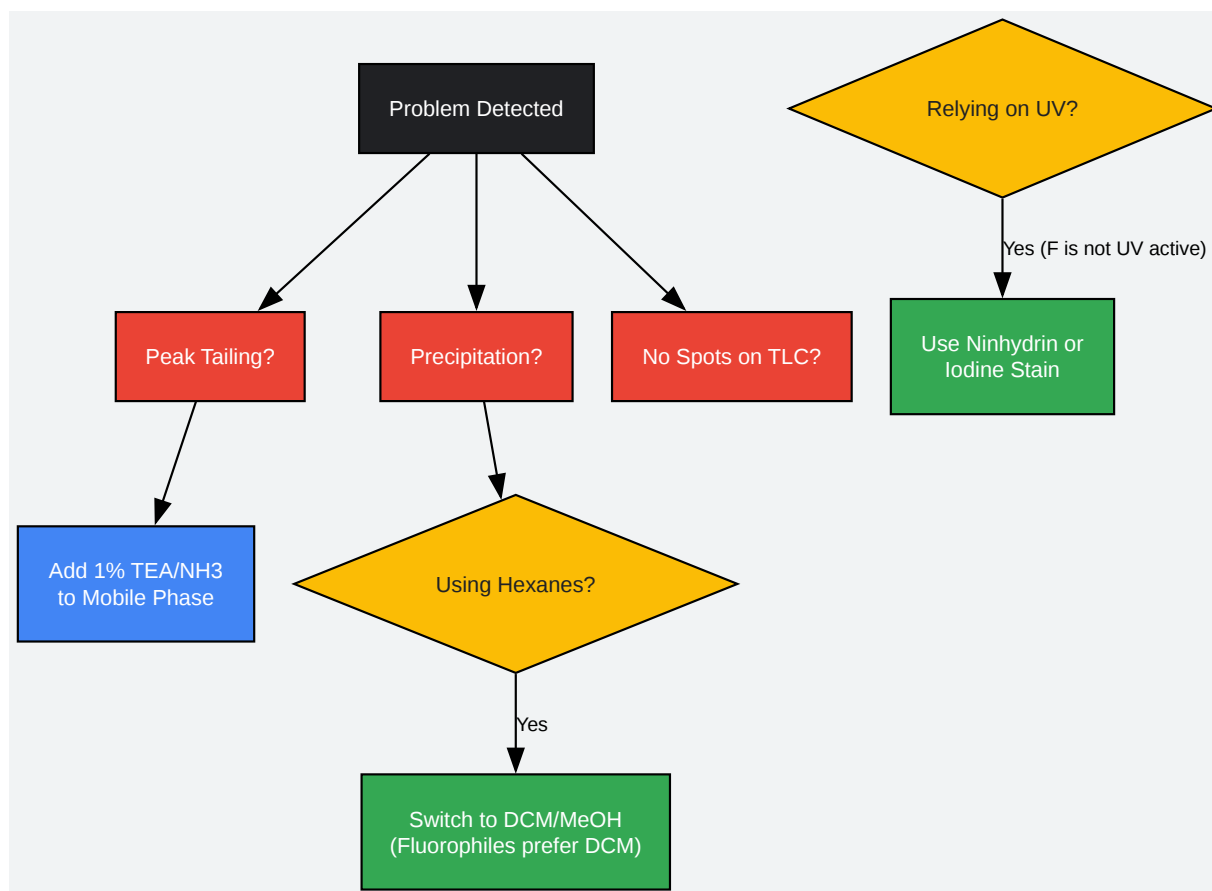 Problem Detected
Relying on UV?
Yes (F is not UV active)
Peak Tailing?
Precipitation?
No Spots on TLC?
Use Ninhydrin or
Iodine Stain
Add 1% TEA/NH3
to Mobile Phase
Using Hexanes?
Yes
Switch to DCM/MeOH
(Fluorophiles prefer DCM)